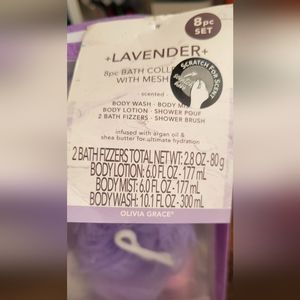 8pc
SET
+LAVENDER+
8pc BATH
WITH MESH
SCRATCH FOR SCENT
scented
BODY WASH · BODY
BODY LOTION · SHOWER POUF
2 BATH FIZZERS · SHOWER BRUSH
infused with argan oil &
shea butter for ultimate hydration
2 BATH FIZZERS TOTAL NET WT: 2.8 OZ - 80g
BODY LOTION: 6.0 FL OZ - 177 mL
BODY MIST: 6.0 FL OZ - 177 mL
BODY WASH: 10.1 FL OZ - 300 mL
OLIVIA GRACE®